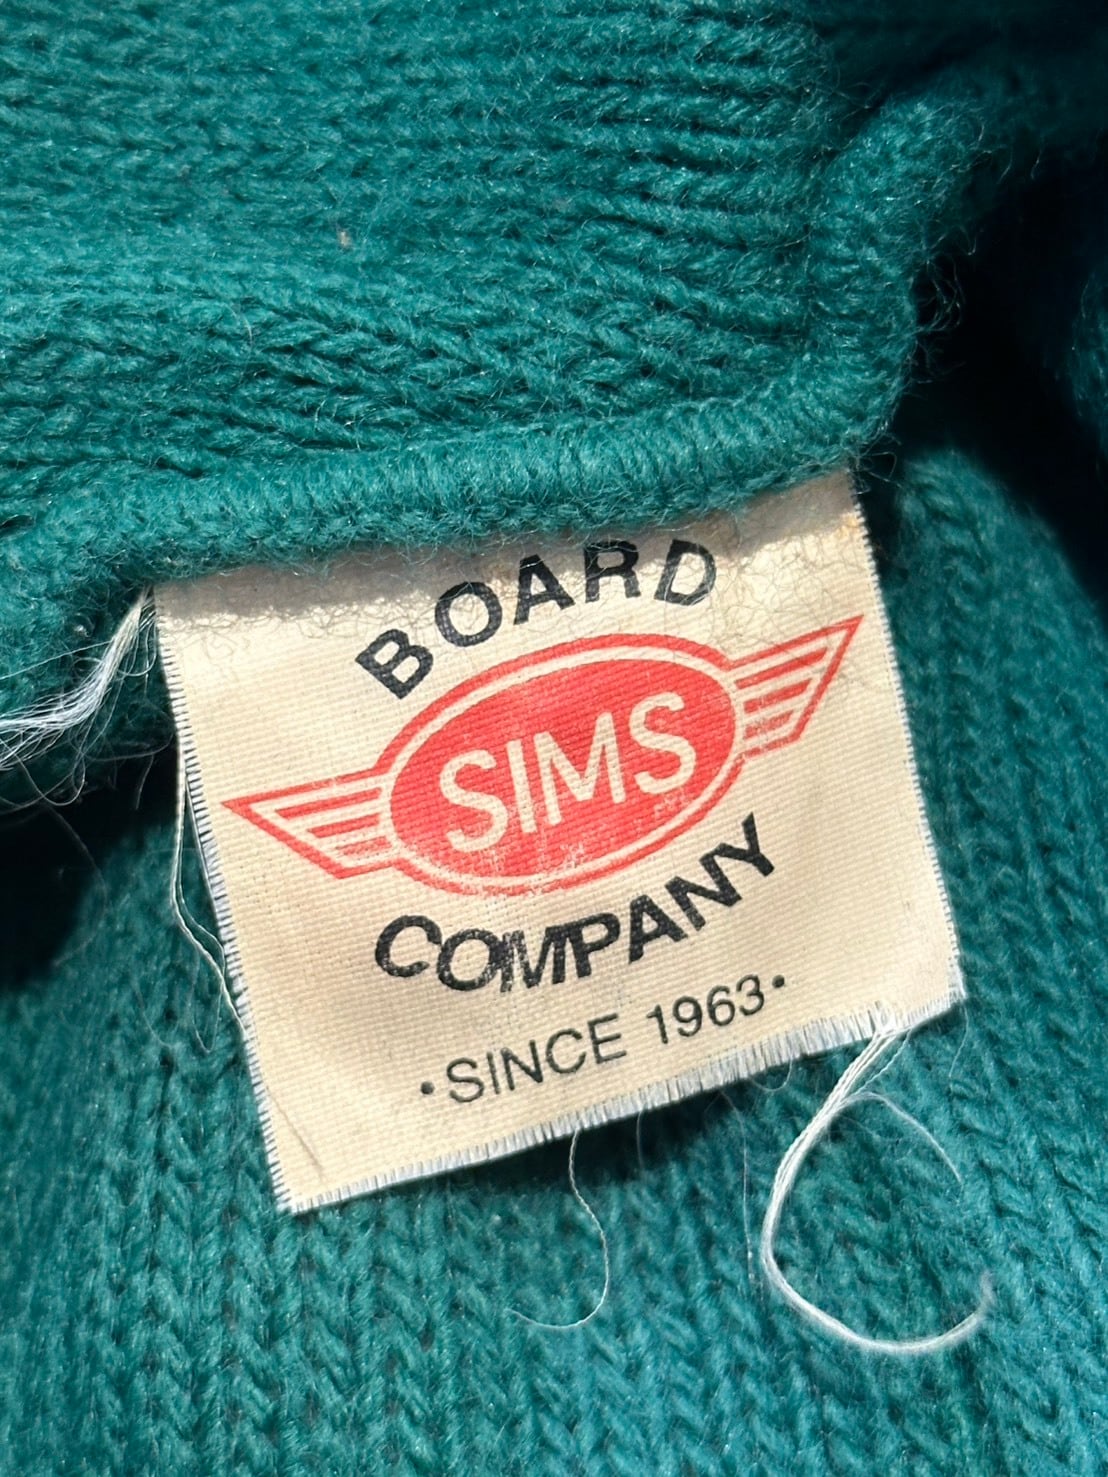 BOARD
SIMS
COMPANY
·SINCE 1963·